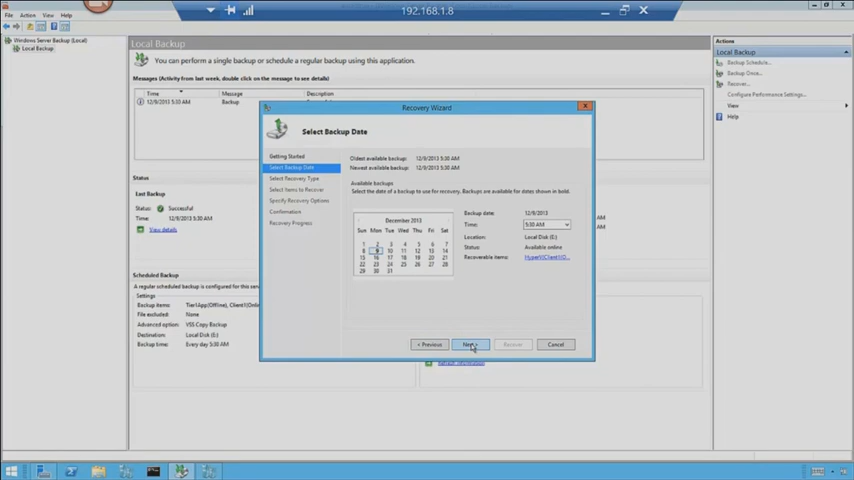 192.168.1.8
File Action View Help
Windows Server Backup (Local)
Local Backup
Local Backup
You can perform a single backup or schedule a regular backup using this application.
Messages (Activity from last week, double click on the message to see details)
Time Message Description
12/9/2013 5:30 AM Backup
Status
Last Backup
Status: Successful
Time: 12/9/2013 5:30 AM
View details
Scheduled Backup
A regular scheduled backup is configured for this
Settings
Backup items: Tier1App(Offline), Client1\Onlin
File excluded: None
Advanced option: VSS Copy Backup
Destination: Local Disk (E:)
Backup time: Every day 5:30 AM
AM
AM
Refresh information
Recovery Wizard
Select Backup Date
Getting Started
Select Backup Date
Select Recovery Type
Select Items to Recover
Specify Recovery Options
Confirmation
Recovery Progress
Oldest available backup: 12/9/2013 5:30 AM
Newest available backup: 12/9/2013 5:30 AM
Available backups
Select the date of a backup to use for recovery. Backups are available for dates shown in bold.
December 2013
Sun Mon Tue Wed Thu Fri Sat
1 2 3 4 5 6 7
8 9 10 11 12 13 14
15 16 17 18 19 20 21
22 23 24 25 26 27 28
29 30 31
Backup date: 12/9/2013
Time: 5:30 AM
Location: Local Disk (E:)
Status: Available online
Recoverable items: HyperV\Client1\O...
< Previous Next > Recover Cancel
Actions
Local Backup
Backup Schedule...
Backup Once...
Recover...
Configure Performance Settings...
View
Help